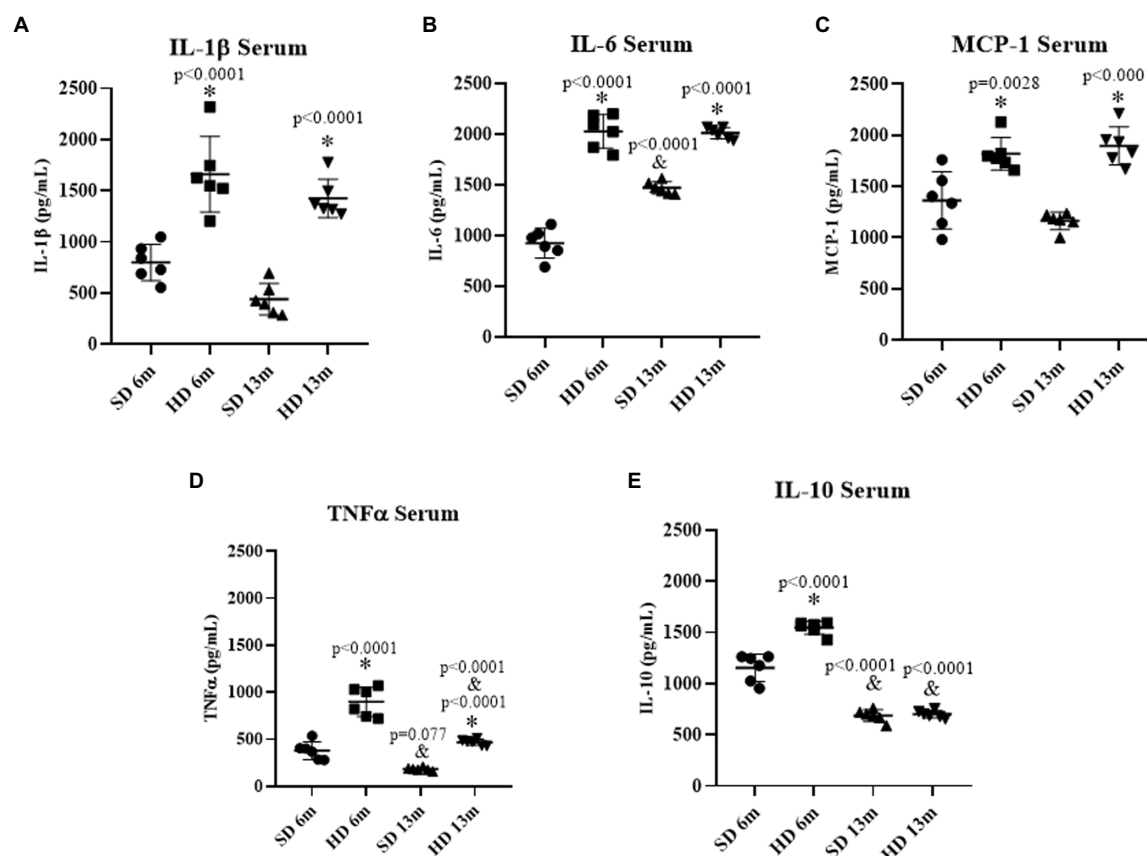 A
IL-1β Serum
p<0.0001
*
p<0.0001
*
IL-1β (pg/mL)
2500
2000
1500
1000
500
0
SD 6m
HD 6m
SD 13m
HD 13m
B
IL-6 Serum
p<0.0001
*
p<0.0001
*
p<0.0001
&
IL-6 (pg/mL)
2500
2000
1500
1000
500
0
SD 6m
HD 6m
SD 13m
HD 13m
C
MCP-1 Serum
p=0.0028
*
p<0.000
*
MCP-1 (pg/mL)
2500
2000
1500
1000
500
0
SD 6m
HD 6m
SD 13m
HD 13m
D
TNFα Serum
p<0.0001
*
p=0.077
&
p<0.0001
&
p<0.0001
*
TNFα (pg/mL)
2500
2000
1500
1000
500
0
SD 6m
HD 6m
SD 13m
HD 13m
E
IL-10 Serum
p<0.0001
*
p<0.0001
&
p<0.0001
&
IL-10 (pg/mL)
2500
2000
1500
1000
500
0
SD 6m
HD 6m
SD 13m
HD 13m